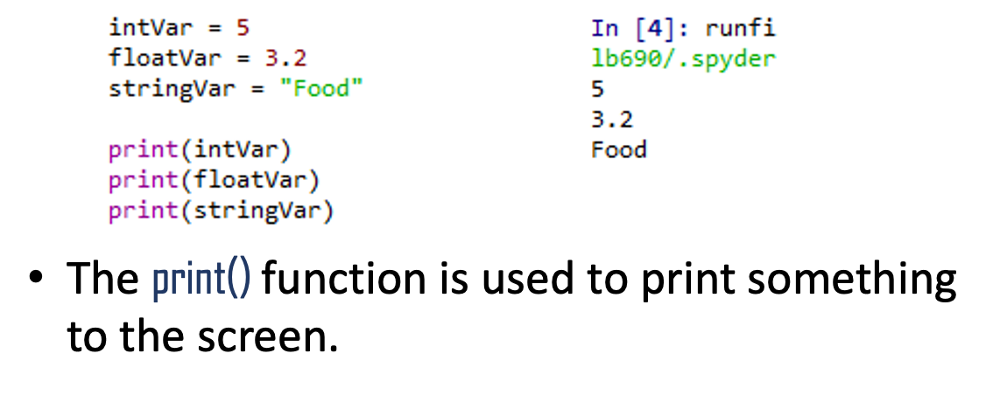 intVar = 5
floatVar = 3.2
stringVar = "Food"
print(intVar)
print(floatVar)
print(stringVar)
In [4]: runfi
lb690/.spyder
5
3.2
Food
• The print() function is used to print something
to the screen.